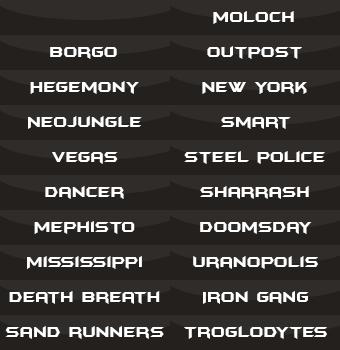 MOLOCH
BORGO
OUTPOST
HEGEMONY
NEW YORK
NEOJUNGLE
SMART
VEGAS
STEEL POLICE
DANCER
SHARRASH
MEPHISTO
DOOMSDAY
MISSISSIPPI
URANOPOLIS
DEATH BREATH
IRON GANG
SAND RUNNERS
TROGLODYTES